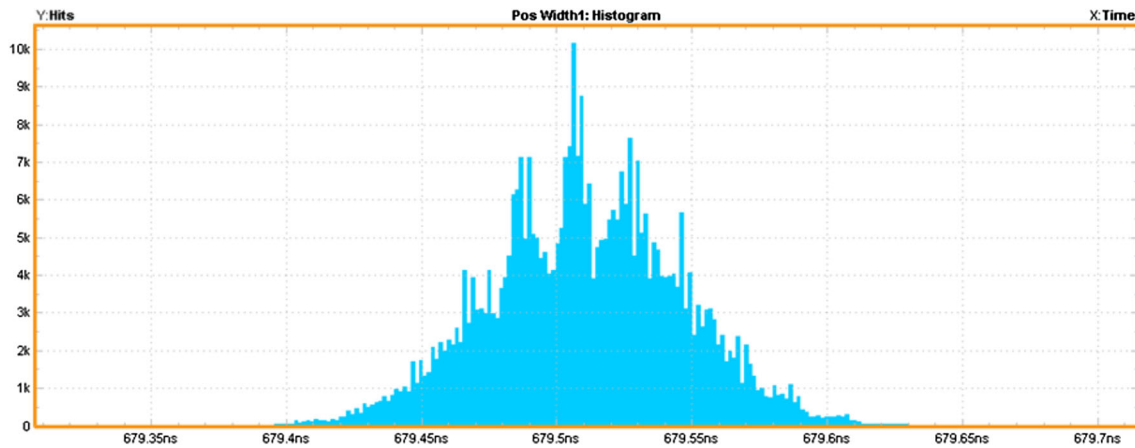 Y:Hits Pos Width1: Histogram X:Time
10k
9k
8k
7k
6k
5k
4k
3k
2k
1k
0
679.35ns 679.4ns 679.45ns 679.5ns 679.55ns 679.6ns 679.65ns 679.7ns